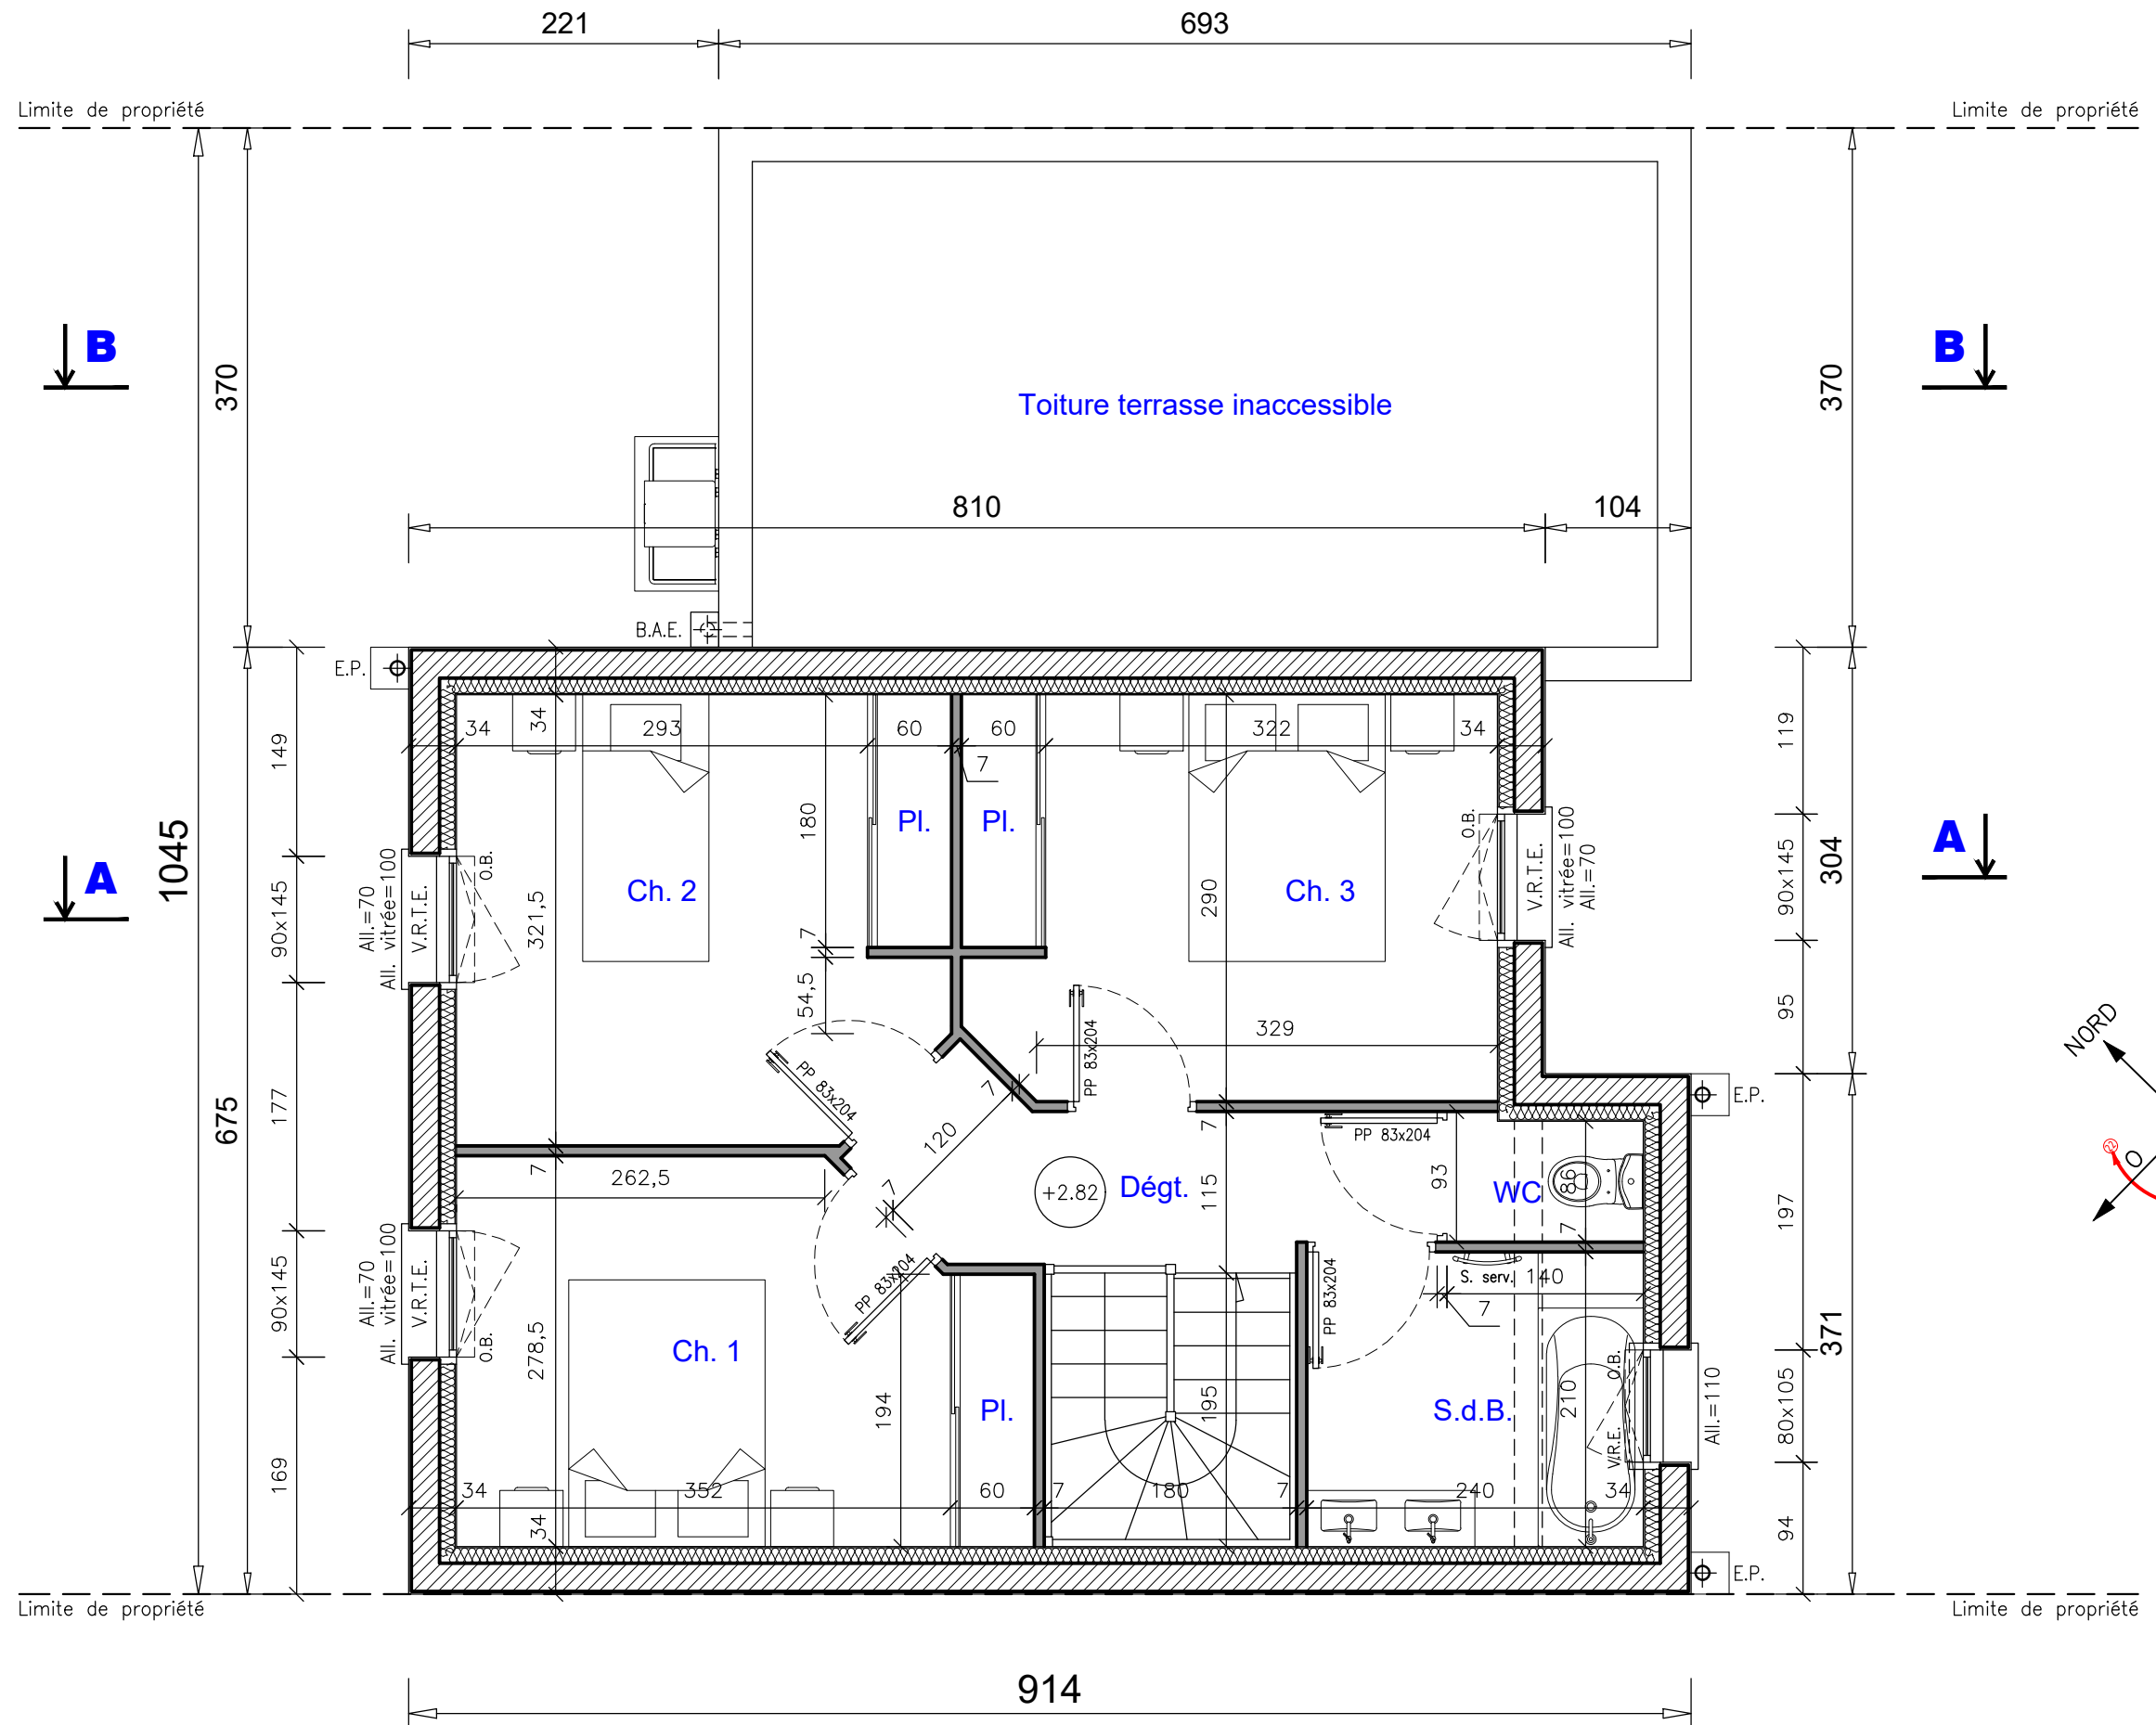 221
693
Limite de propriété
Limite de propriété
B
B
370
370
Toiture terrasse inaccessible
810
104
B.A.E.
E.P.
34
34
293
60
60
7
322
34
149
119
180
Pl.
Pl.
O.B.
O.B.
1045
A
A
All.=70
All. vitrée=100
V.R.T.E.
90x145
321,5
Ch. 2
290
Ch. 3
V.R.T.E.
All. vitrée=100
All.=70
90x145
304
7
54,5
95
329
PP 83x204
PP 83x204
7
NORD
O
22
E.P.
675
177
120
7
262,5
7
+2.82
Dégt.
7
115
PP 83x204
93
WC
86
7
197
All.=70
All. vitrée=100
V.R.T.E.
O.B.
90x145
278,5
Ch. 1
PP 83x204
194
Pl.
195
PP 83x204
S. serv.
140
7
S.d.B.
210
O.B.
V.R.E.
80x105
All.=110
371
169
34
352
34
60
7
180
7
240
34
94
E.P.
Limite de propriété
Limite de propriété
914